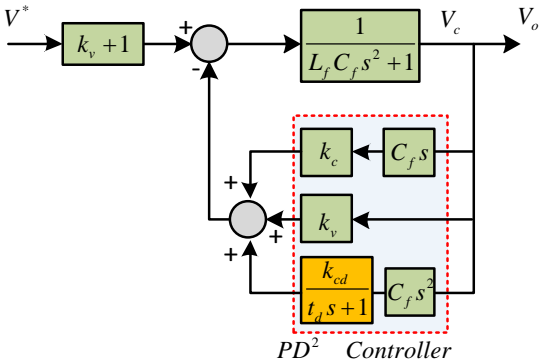 V* V_c V_o
k_v + 1 + - 1 / (L_f C_f s^2 + 1)
k_c C_f s
+
k_v
+
+
k_cd / (t_d s + 1) C_f s^2
PD^2 Controller